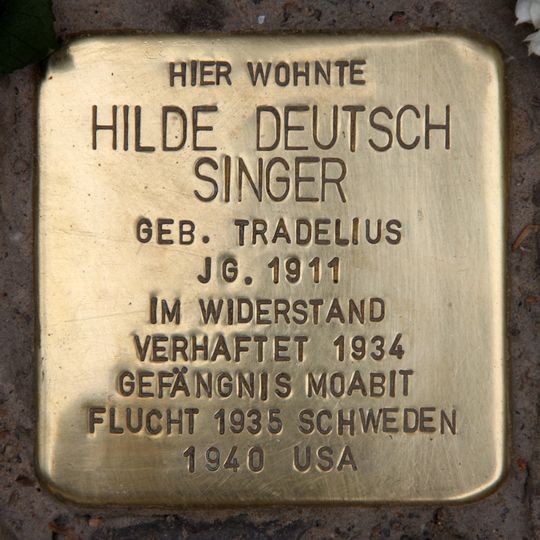 HIER WOHNTE
HILDE DEUTSCH
SINGER
GEB. TRADELIUS
JG. 1911
IM WIDERSTAND
VERHAFTET 1934
GEFÄNGNIS MOABIT
FLUCHT 1935 SCHWEDEN
1940 USA